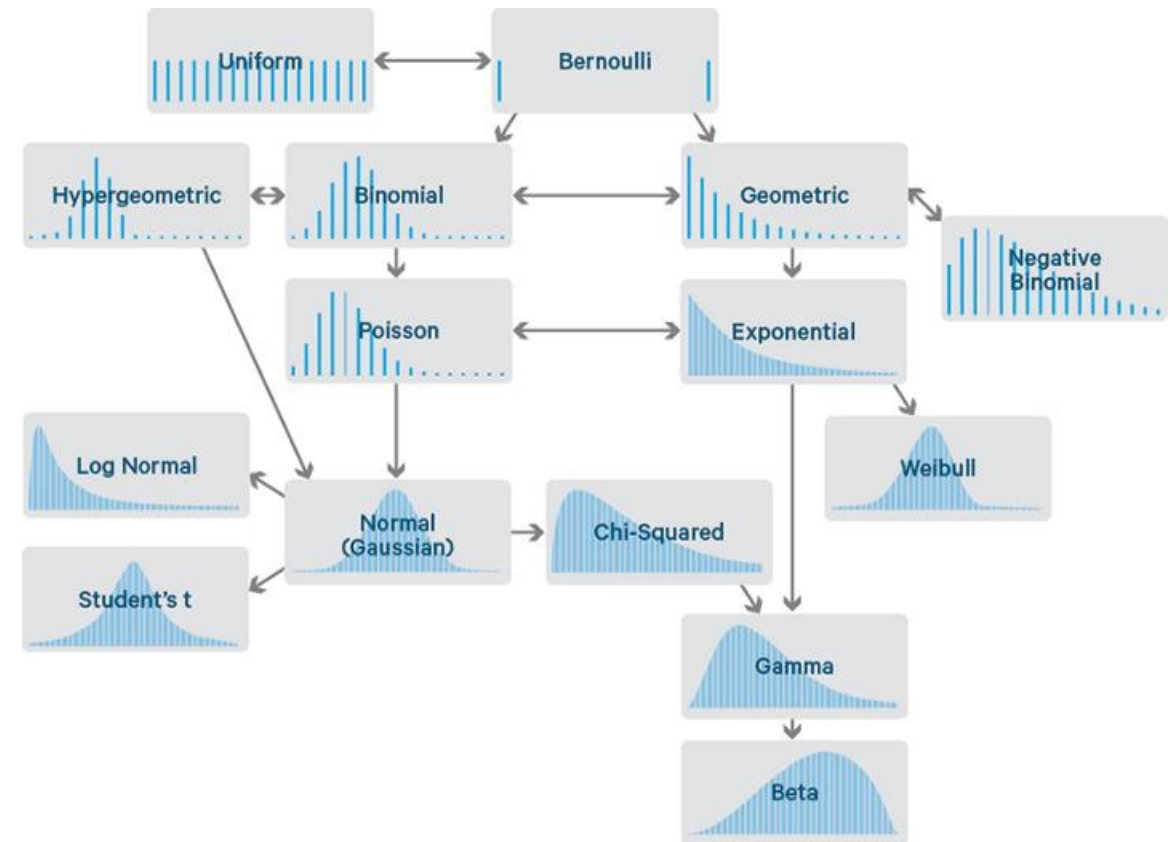 Uniform
Bernoulli
Hypergeometric
Binomial
Geometric
Negative
Binomial
Poisson
Exponential
Log Normal
Weibull
Normal
(Gaussian)
Chi-Squared
Student's t
Gamma
Beta